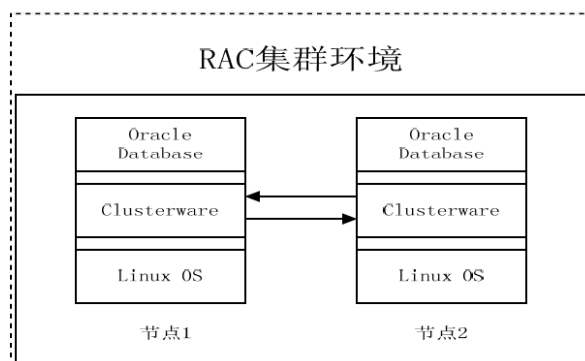 RAC集群环境
Oracle
Database
Clusterware
Linux OS
节点1
Oracle
Database
Clusterware
Linux OS
节点2